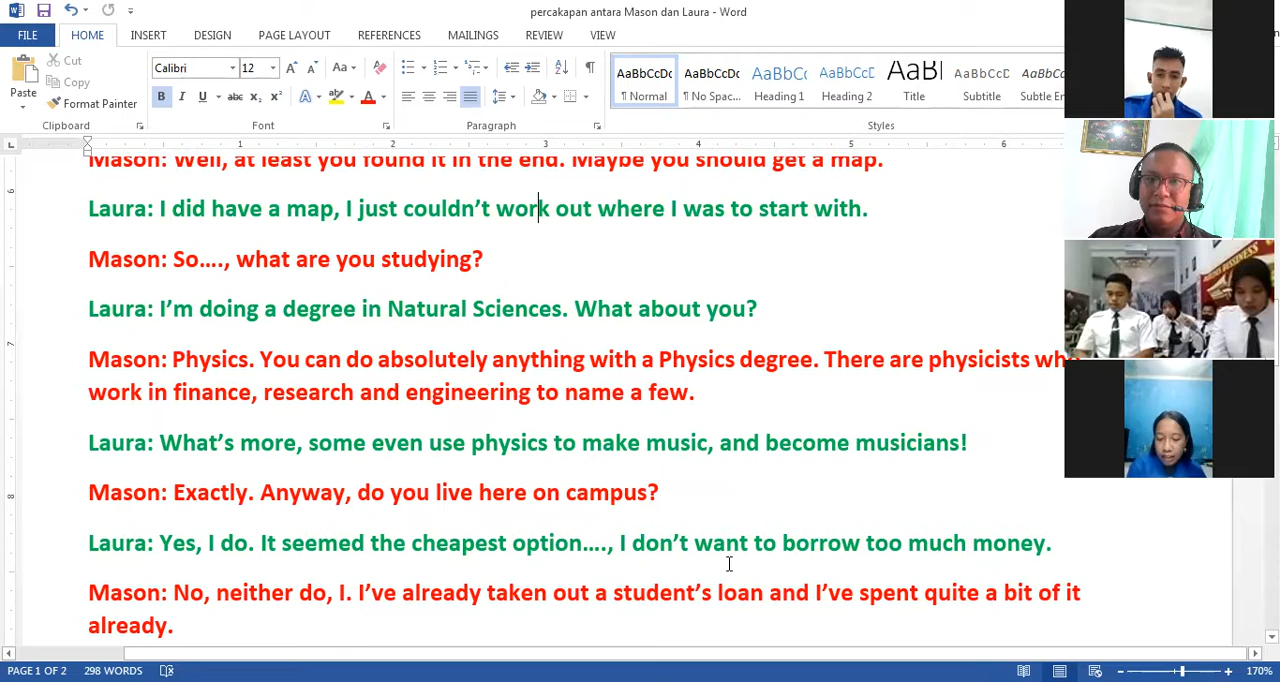 percakapan antara Mason dan Laura - Word
FILE HOME INSERT DESIGN PAGE LAYOUT REFERENCES MAILINGS REVIEW VIEW
Paste
Cut
Copy
Format Painter
Calibri 12
AaBbCcDc AaBbCcDc AaBbCc AaBbCcC AaBl AaBbCcD AaBbCcDc
¶ Normal ¶ No Spac... Heading 1 Heading 2 Title Subtitle Subtle En
Clipboard Font Paragraph Styles
Mason: Well, at least you found it in the end. Maybe you should get a map.
Laura: I did have a map, I just couldn’t work out where I was to start with.
Mason: So…., what are you studying?
Laura: I’m doing a degree in Natural Sciences. What about you?
Mason: Physics. You can do absolutely anything with a Physics degree. There are physicists who
work in finance, research and engineering to name a few.
Laura: What’s more, some even use physics to make music, and become musicians!
Mason: Exactly. Anyway, do you live here on campus?
Laura: Yes, I do. It seemed the cheapest option…., I don’t want to borrow too much money.
Mason: No, neither do, I. I’ve already taken out a student’s loan and I’ve spent quite a bit of it
already.
PAGE 1 OF 2 298 WORDS 170%